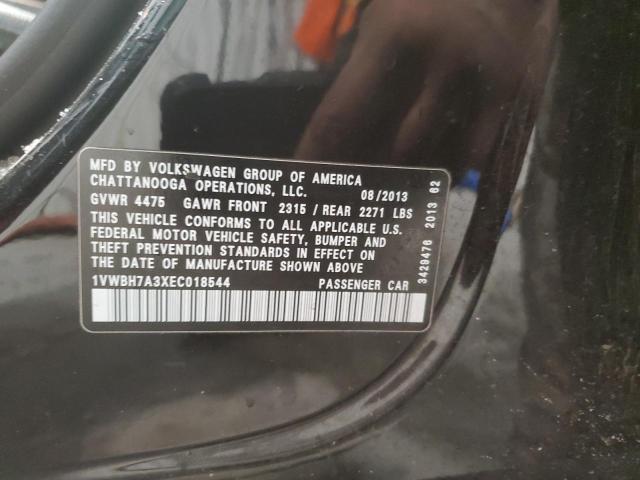 MFD BY VOLKSWAGEN GROUP OF AMERICA
CHATTANOOGA OPERATIONS, LLC. 08/2013
GVWR 4475 GAWR FRONT 2315 / REAR 2271 LBS
THIS VEHICLE CONFORMS TO ALL APPLICABLE U.S.
FEDERAL MOTOR VEHICLE SAFETY, BUMPER AND
THEFT PREVENTION STANDARDS IN EFFECT ON
THE DATE OF MANUFACTURE SHOWN ABOVE
1VWBH7A3XEC018544 PASSENGER CAR
3429476 2013 62